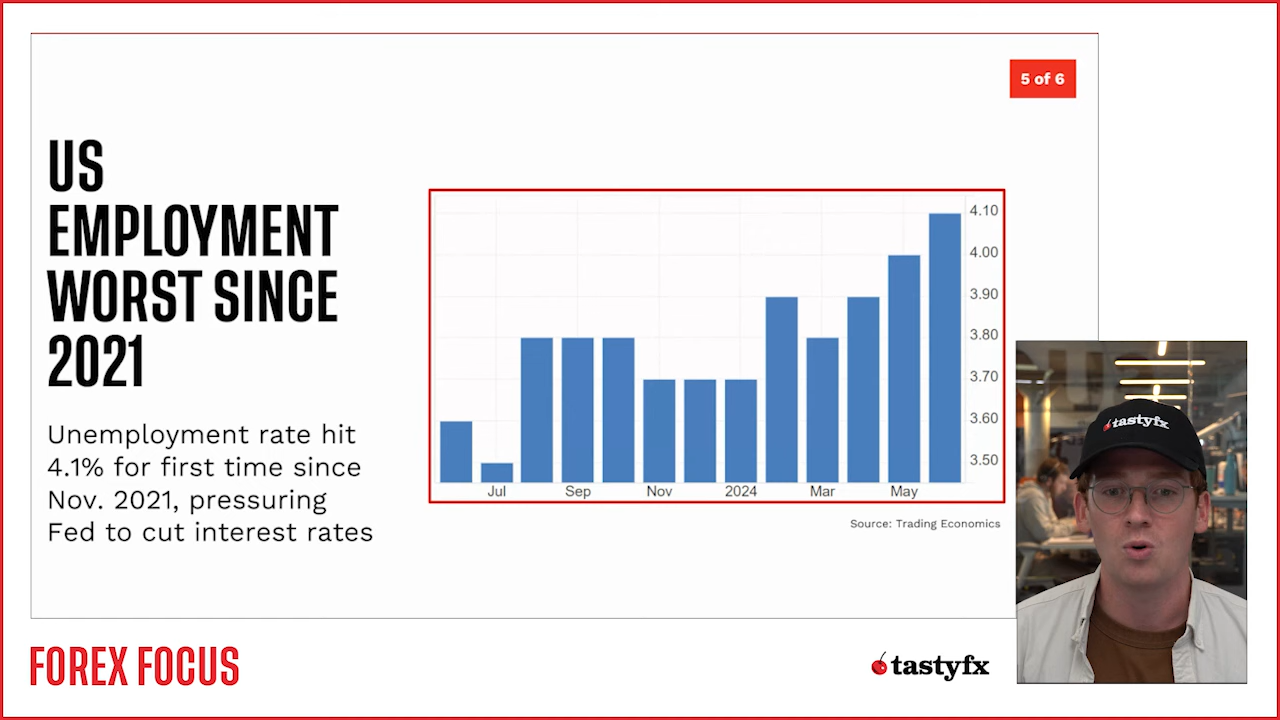 5 of 6
US
EMPLOYMENT
WORST SINCE
2021
Unemployment rate hit
4.1% for first time since
Nov. 2021, pressuring
Fed to cut interest rates
4.10
4.00
3.90
3.80
3.70
3.60
3.50
Jul Sep Nov 2024 Mar May
Source: Trading Economics
tastyfx
FOREX FOCUS
tastyfx